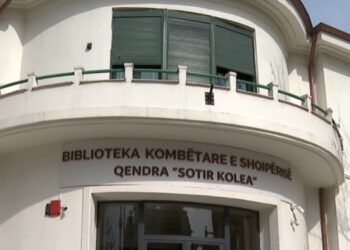 BIBLIOTEKA KOMBËTARE E SHQIPËRISË
QENDRA "SOTIR KOLEA"